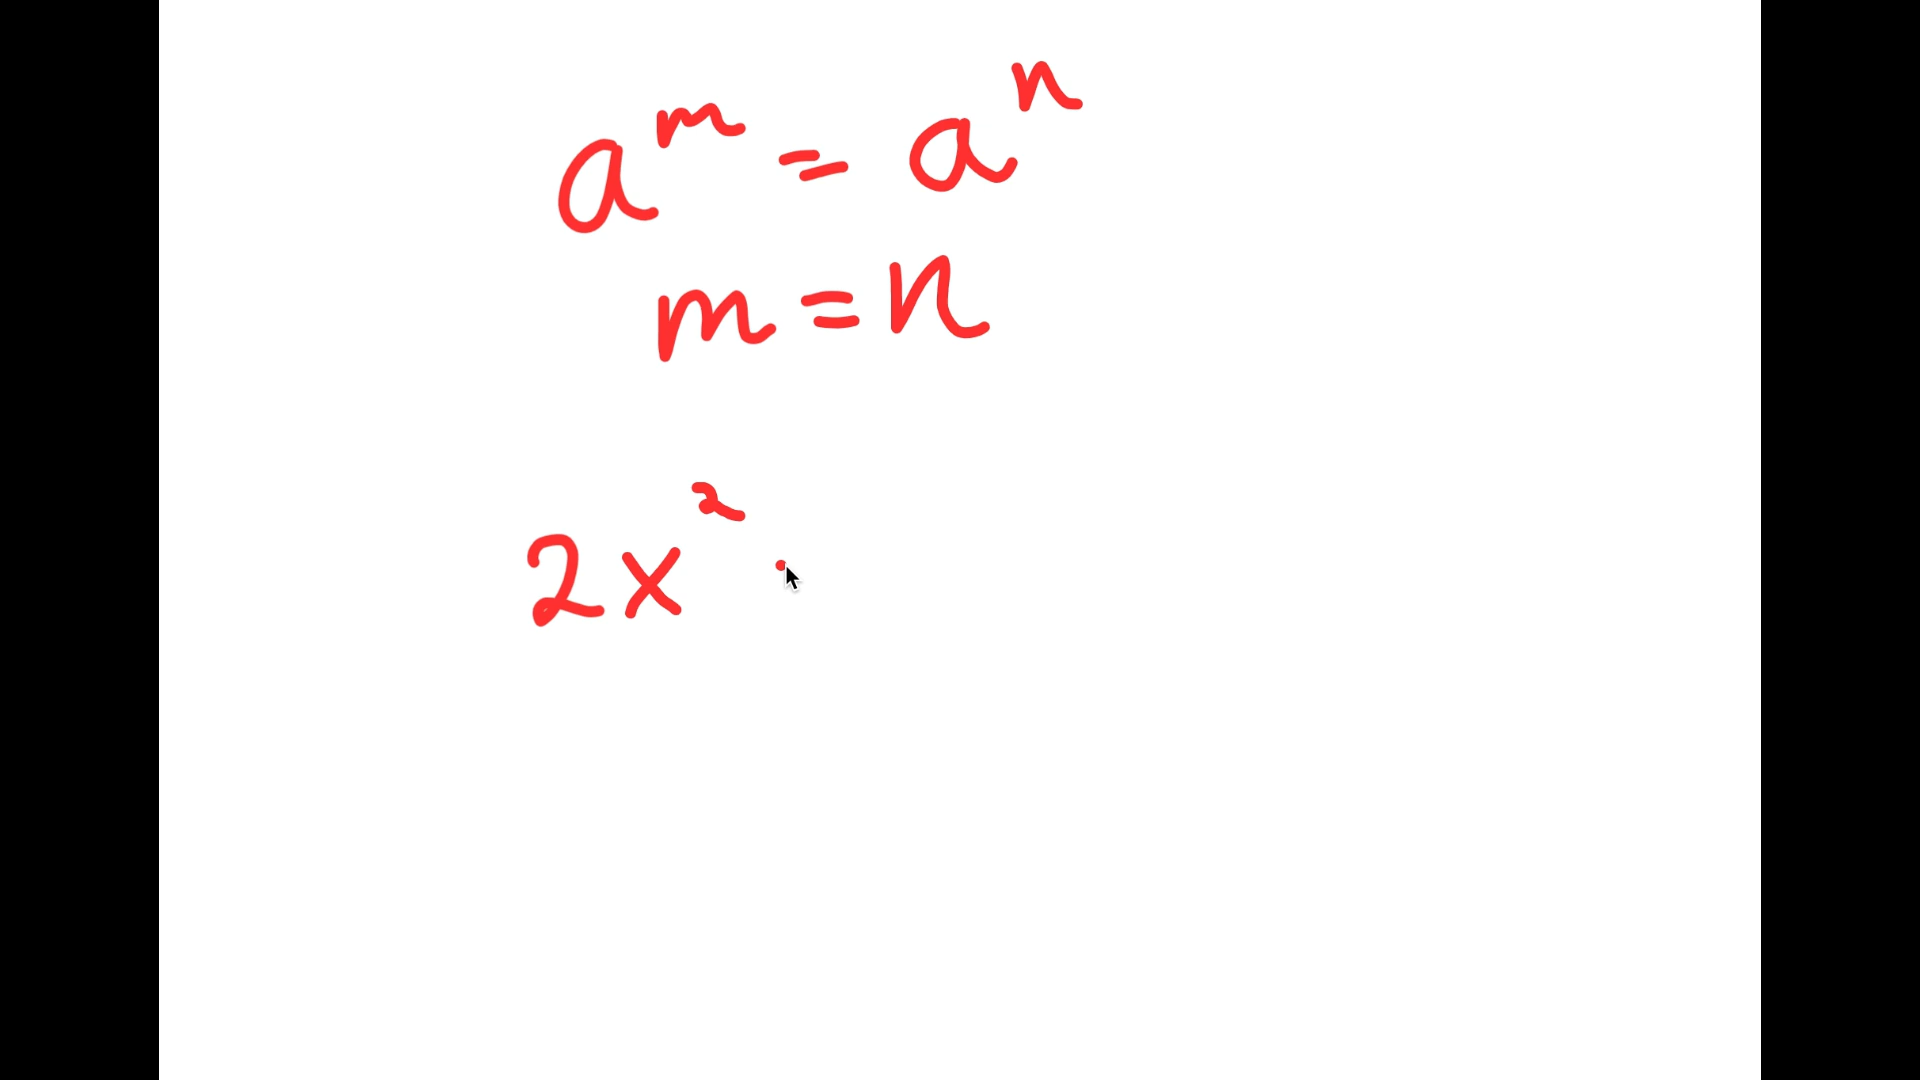 a^m = a^n
m = n
2x^2